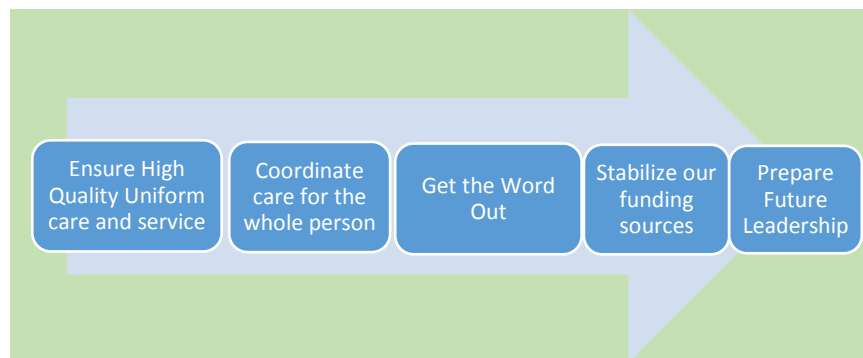 Ensure High
Quality Uniform
care and service
Coordinate
care for the
whole person
Get the Word
Out
Stabilize our
funding
sources
Prepare
Future
Leadership